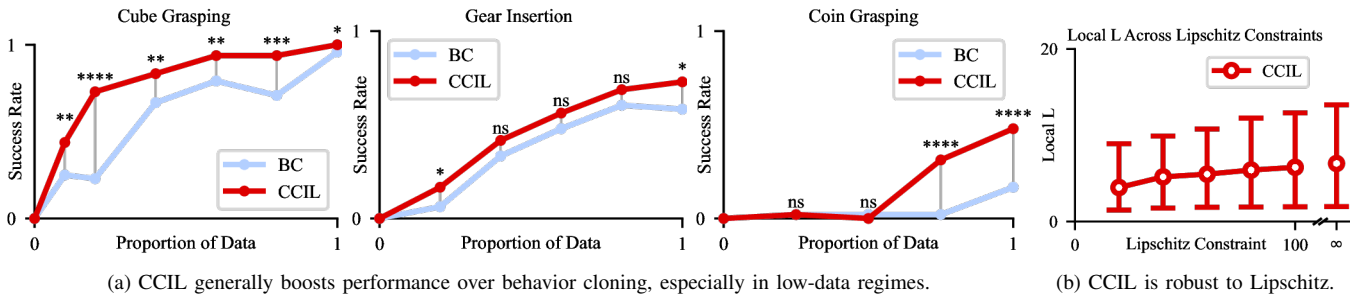 Cube Grasping
1
Success Rate
0
** **** ** ** *** *
BC
CCIL
0 Proportion of Data 1
Gear Insertion
1
Success Rate
0
BC
CCIL
* ns ns ns *
0 Proportion of Data 1
Coin Grasping
1
Success Rate
0
BC
CCIL
ns ns **** ****
0 Proportion of Data 1
(a) CCIL generally boosts performance over behavior cloning, especially in low-data regimes.
Local L Across Lipschitz Constraints
20
Local L
0
CCIL
0 Lipschitz Constraint 100 ∞
(b) CCIL is robust to Lipschitz.